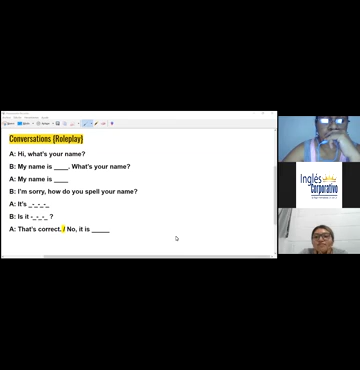 Conversations (Roleplay)
A: Hi, what's your name?
B: My name is ____. What's your name?
A: My name is ____
B: I'm sorry, how do you spell your name?
A: It's _-_-_-_
B: Is it -_-_-_ ?
A: That's correct. / No, it is _____
Inglés
Corporativo